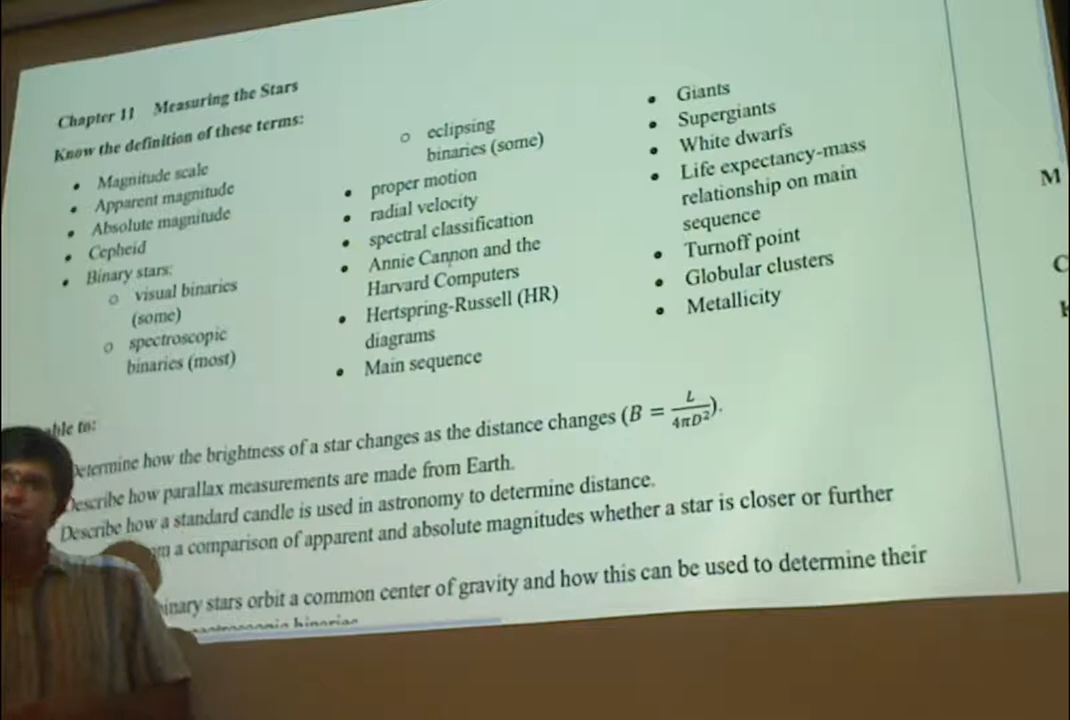 Chapter 11 Measuring the Stars
Know the definition of these terms:
• Magnitude scale
• Apparent magnitude
• Absolute magnitude
• Cepheid
• Binary stars:
o visual binaries
(some)
o spectroscopic
binaries (most)
o eclipsing
binaries (some)
• proper motion
• radial velocity
• spectral classification
• Annie Cannon and the
Harvard Computers
• Hertspring-Russell (HR)
diagrams
• Main sequence
• Giants
• Supergiants
• White dwarfs
• Life expectancy-mass
relationship on main
sequence
• Turnoff point
• Globular clusters
• Metallicity
able to:
Determine how the brightness of a star changes as the distance changes (B = L / 4πD²).
Describe how parallax measurements are made from Earth.
Describe how a standard candle is used in astronomy to determine distance.
a comparison of apparent and absolute magnitudes whether a star is closer or further
binary stars orbit a common center of gravity and how this can be used to determine their
M
C